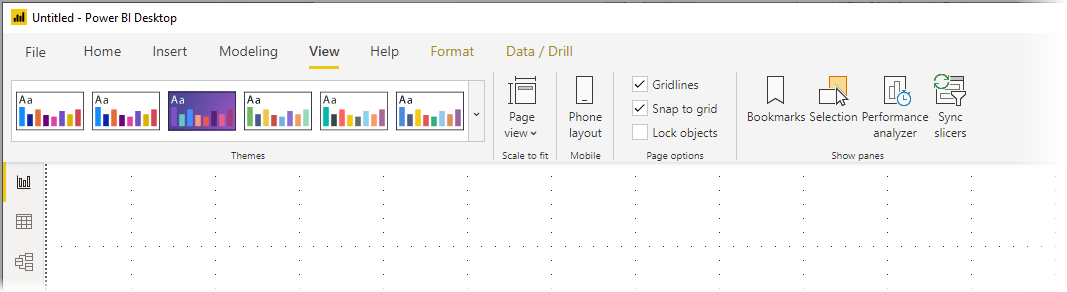 Untitled - Power BI Desktop
File Home Insert Modeling View Help Format Data / Drill
Aa Aa Aa Aa Aa Aa
Page view
Phone layout
Gridlines
Snap to grid
Lock objects
Bookmarks
Selection
Performance analyzer
Sync slicers
Themes Scale to fit Mobile Page options Show panes